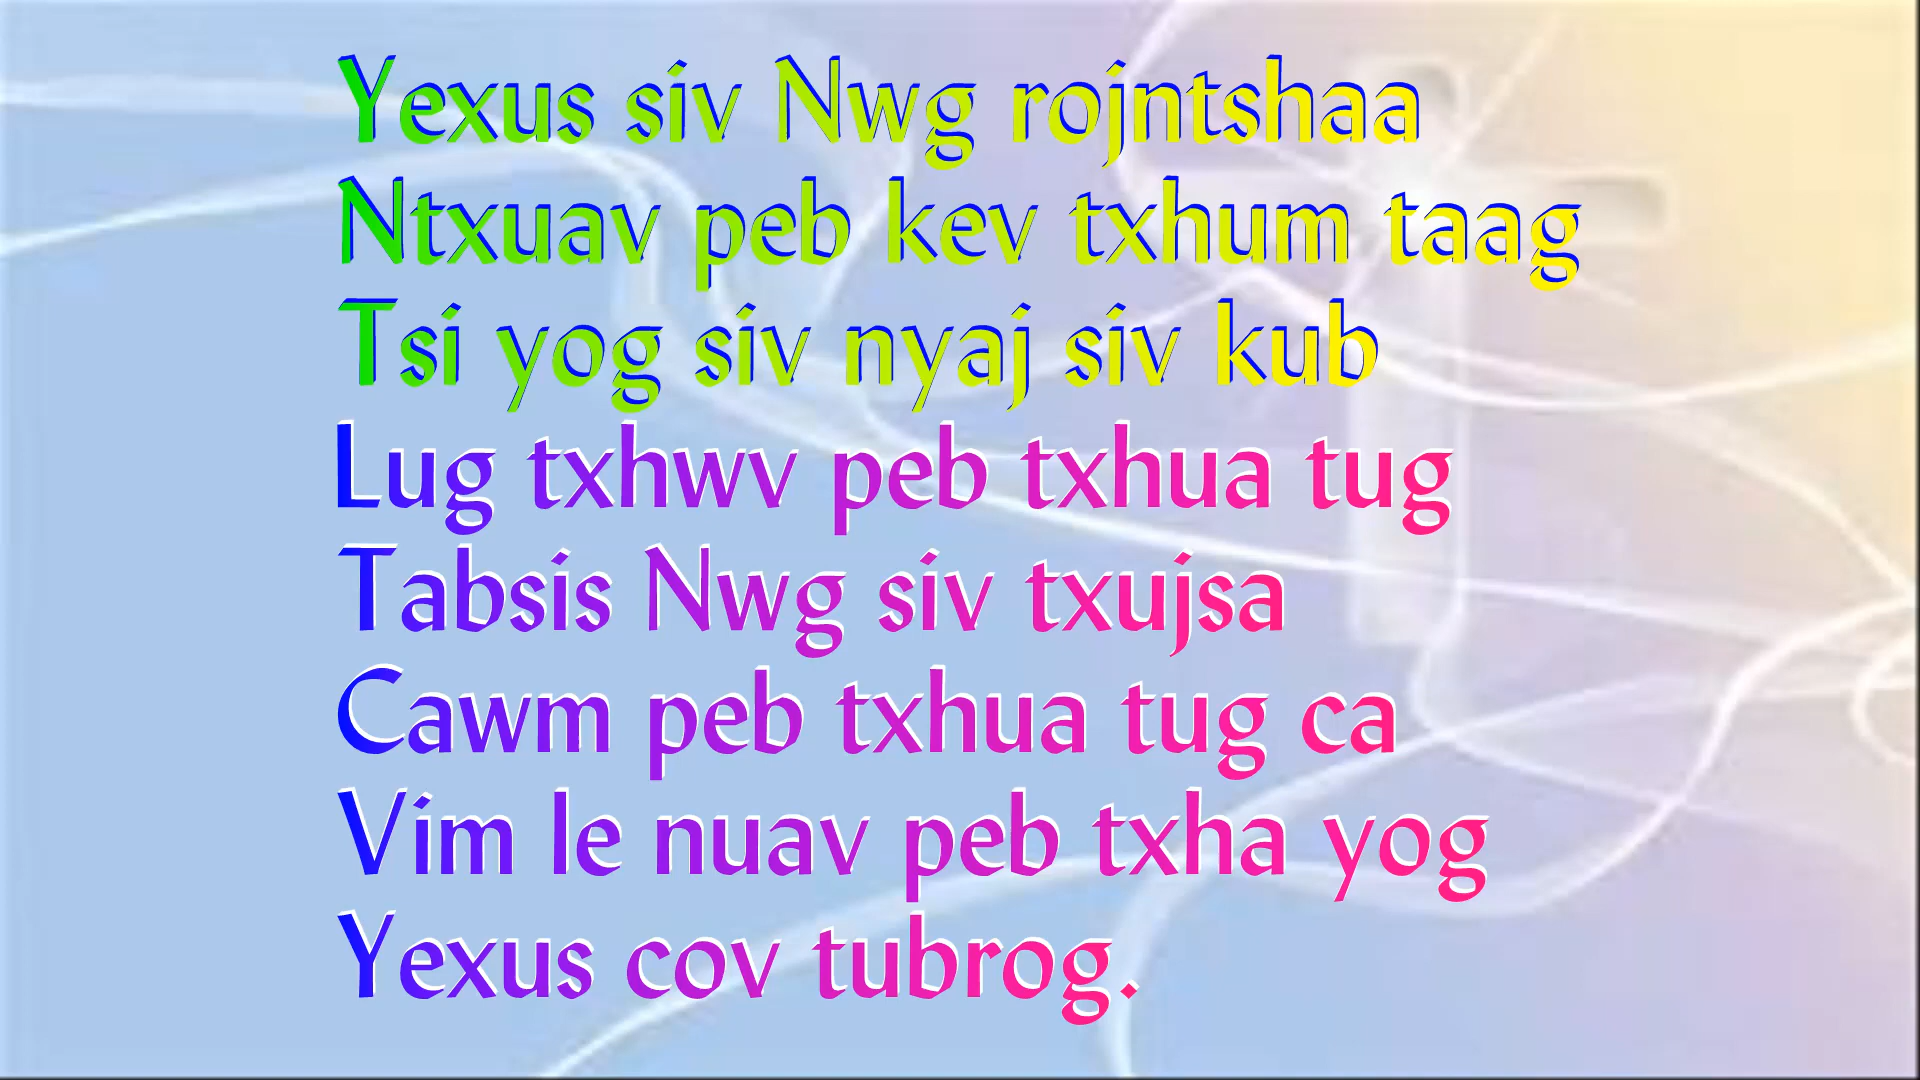 Yexus siv Nwg rojntshaa
Ntxuav peb kev txhum taag
Tsi yog siv nyaj siv kub
Lug txhwv peb txhua tug
Tabsis Nwg siv txujsa
Cawm peb txhua tug ca
Vim le nuav peb txha yog
Yexus cov tubrog.